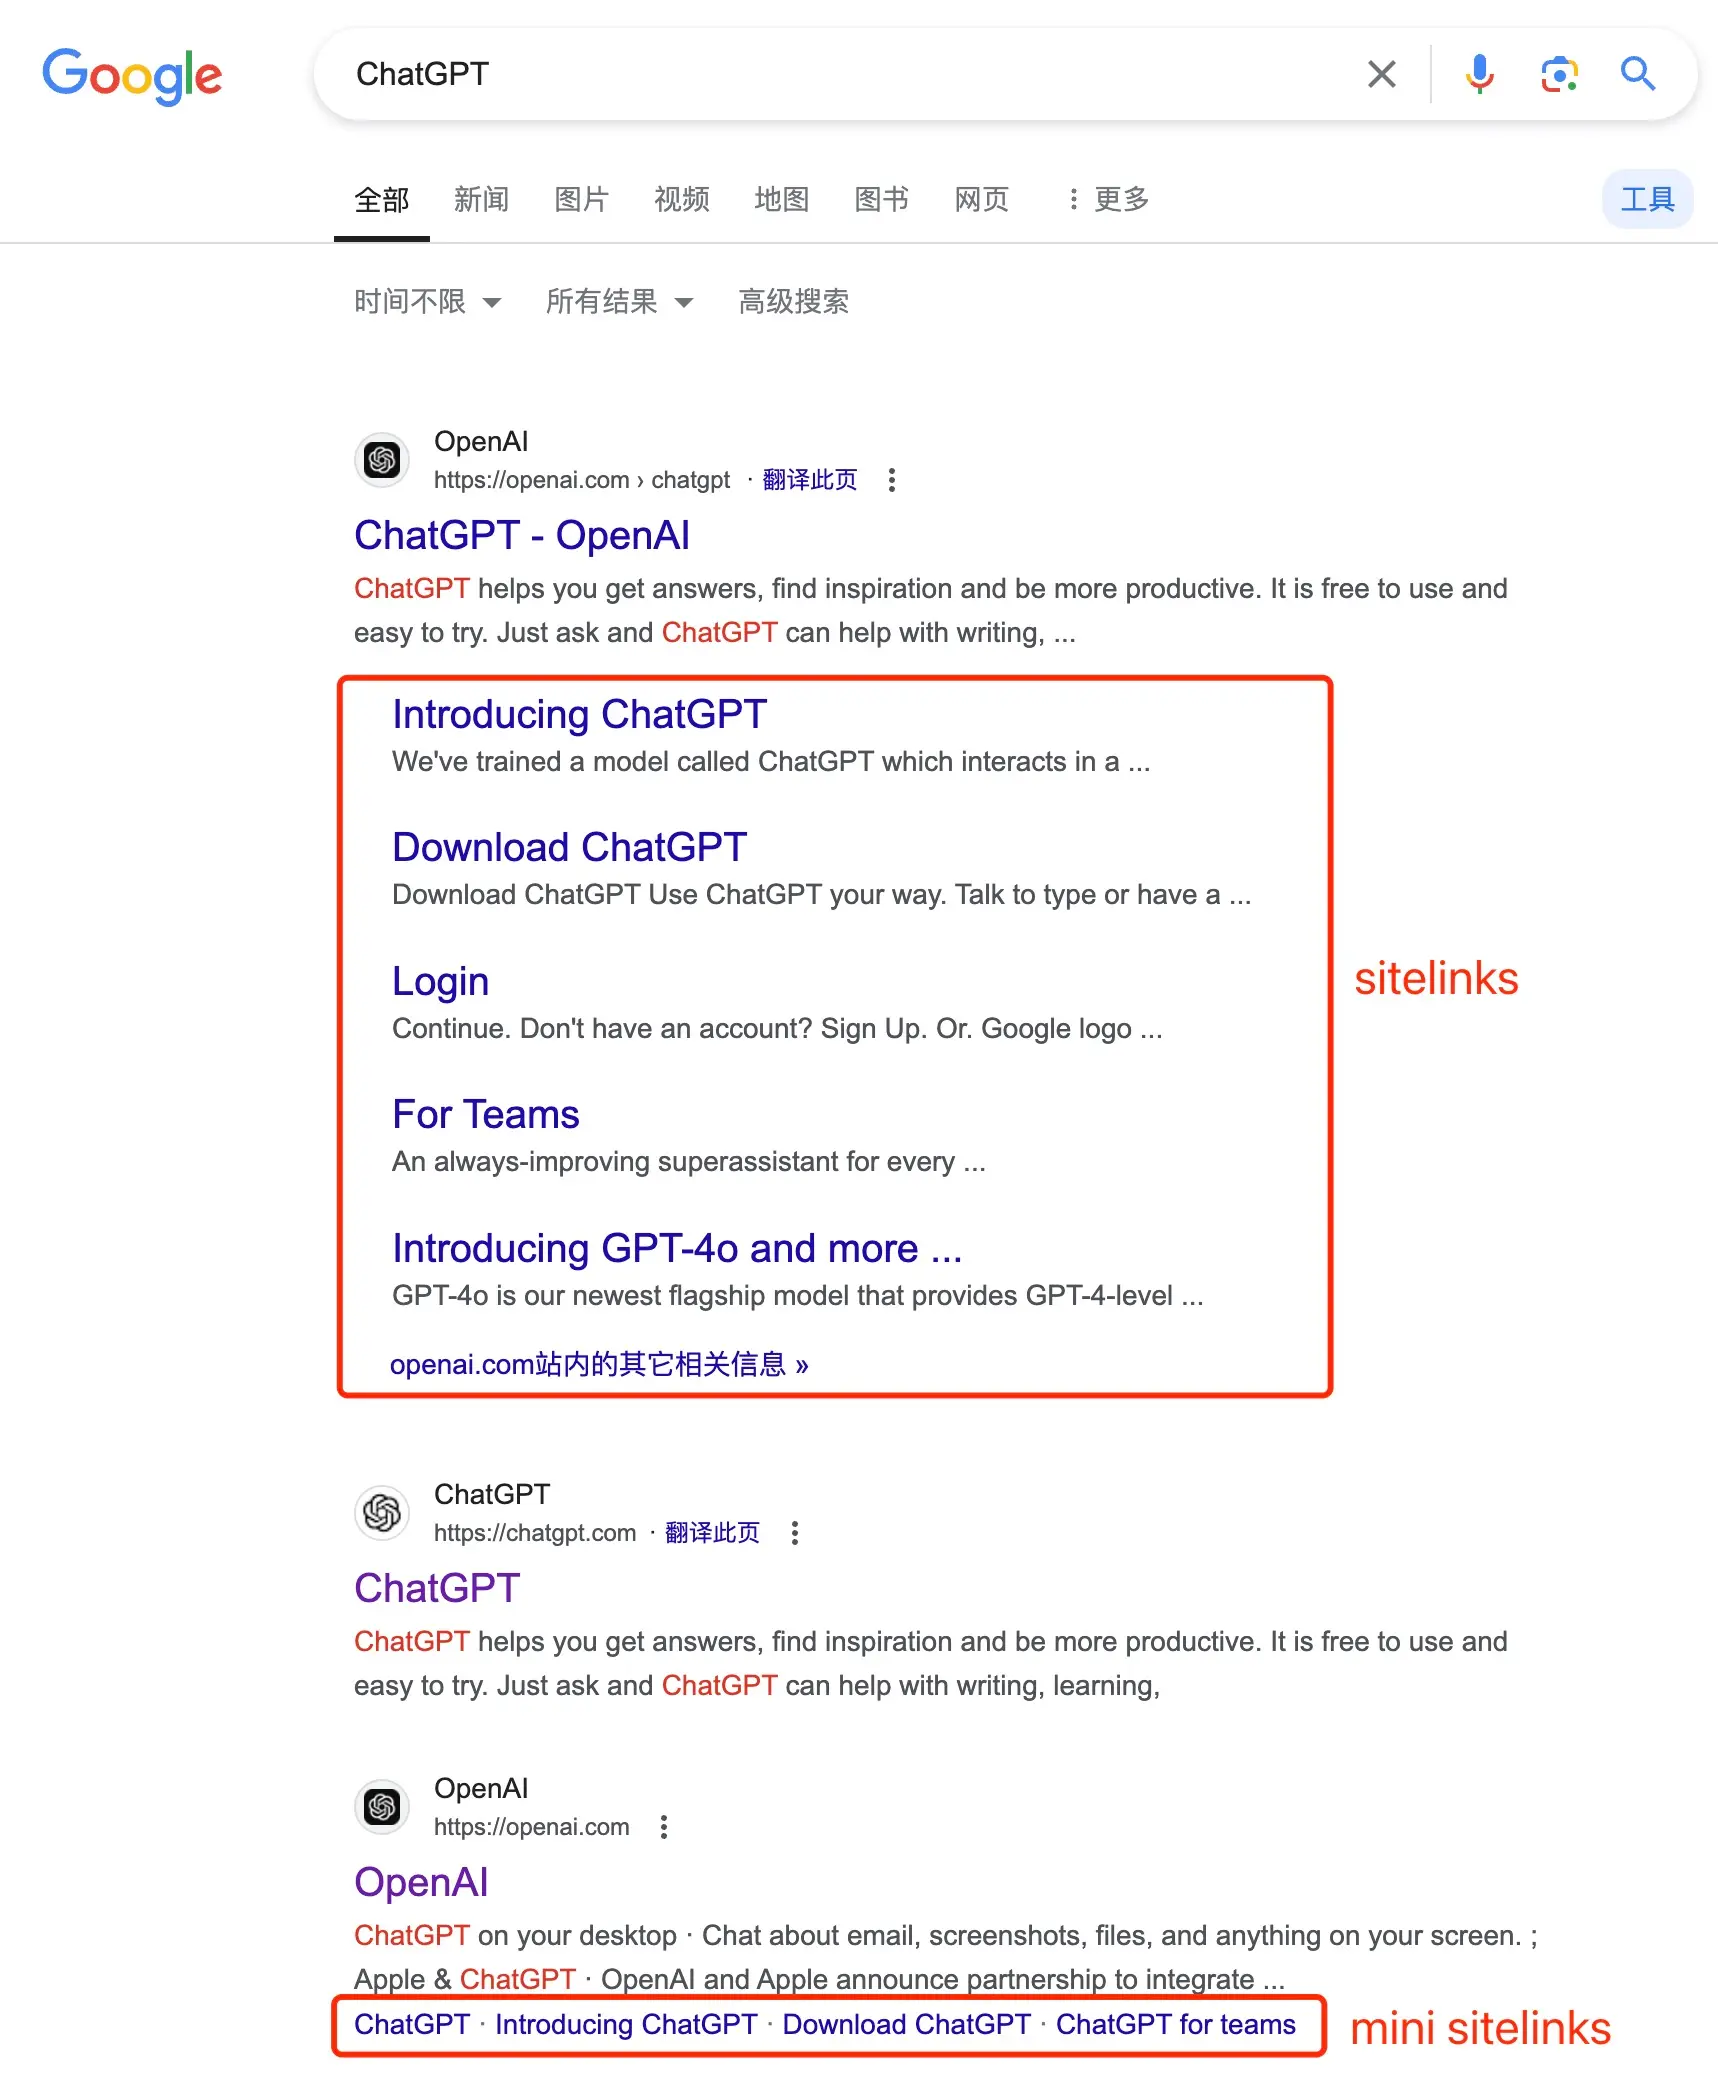 Google
ChatGPT
全部 新闻 图片 视频 地图 图书 网页 更多 工具
时间不限 所有结果 高级搜索
OpenAI
https://openai.com › chatgpt · 翻译此页
ChatGPT - OpenAI
ChatGPT helps you get answers, find inspiration and be more productive. It is free to use and
easy to try. Just ask and ChatGPT can help with writing, ...
Introducing ChatGPT
We've trained a model called ChatGPT which interacts in a ...
Download ChatGPT
Download ChatGPT Use ChatGPT your way. Talk to type or have a ...
Login
Continue. Don't have an account? Sign Up. Or. Google logo ...
For Teams
An always-improving superassistant for every ...
Introducing GPT-4o and more ...
GPT-4o is our newest flagship model that provides GPT-4-level ...
openai.com站内的其它相关信息 »
sitelinks
ChatGPT
https://chatgpt.com · 翻译此页
ChatGPT
ChatGPT helps you get answers, find inspiration and be more productive. It is free to use and
easy to try. Just ask and ChatGPT can help with writing, learning,
OpenAI
https://openai.com
OpenAI
ChatGPT on your desktop · Chat about email, screenshots, files, and anything on your screen. ;
Apple & ChatGPT · OpenAI and Apple announce partnership to integrate ...
ChatGPT · Introducing ChatGPT · Download ChatGPT · ChatGPT for teams
mini sitelinks